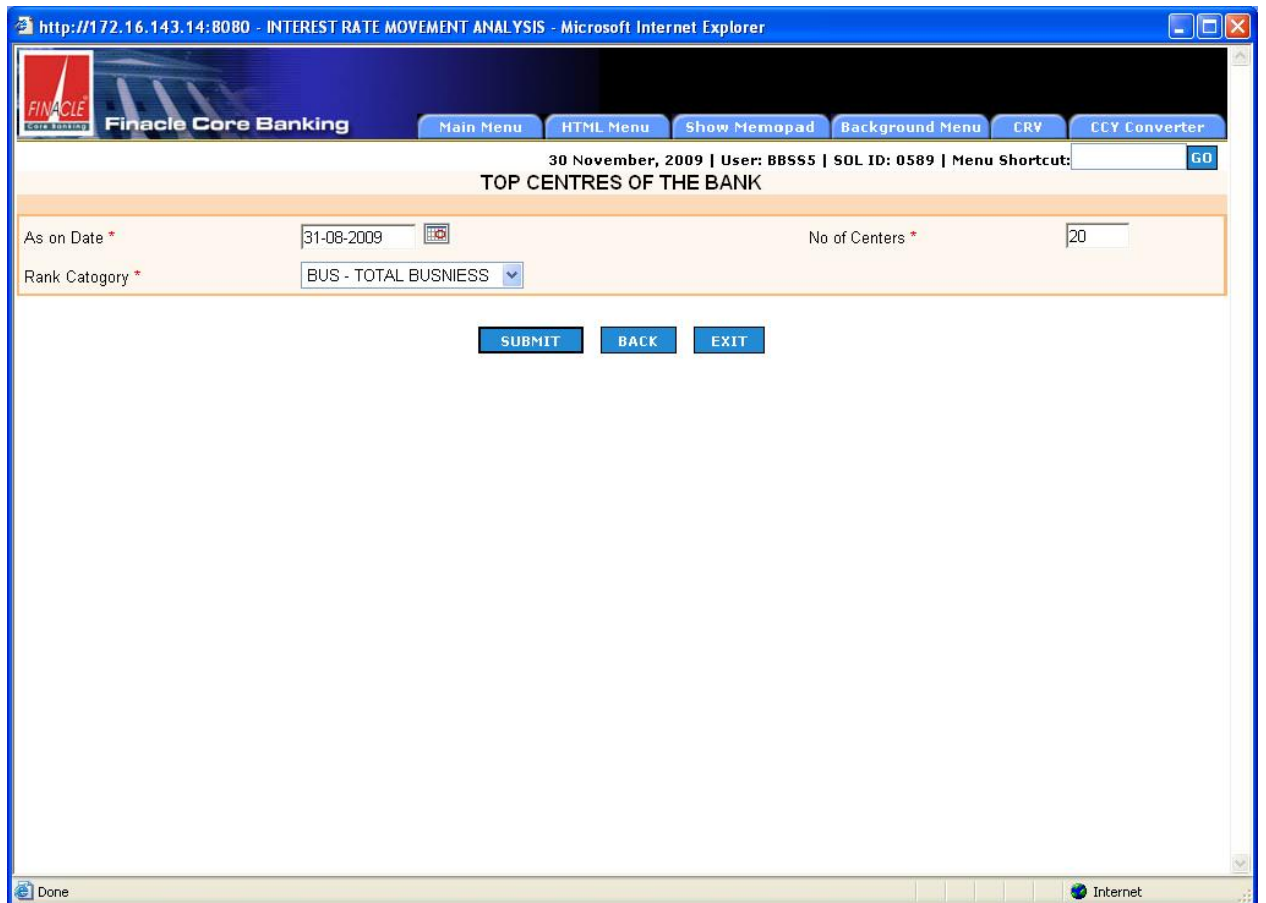 http://172.16.143.14:8080 - INTEREST RATE MOVEMENT ANALYSIS - Microsoft Internet Explorer
FINACLE
Core Banking
Finacle Core Banking
Main Menu HTML Menu Show Memopad Background Menu CRV CCY Converter
30 November, 2009 | User: BBSS5 | SOL ID: 0589 | Menu Shortcut: GO
TOP CENTRES OF THE BANK
As on Date * 31-08-2009 No of Centers * 20
Rank Catogory * BUS - TOTAL BUSNIESS
SUBMIT BACK EXIT
Done Internet